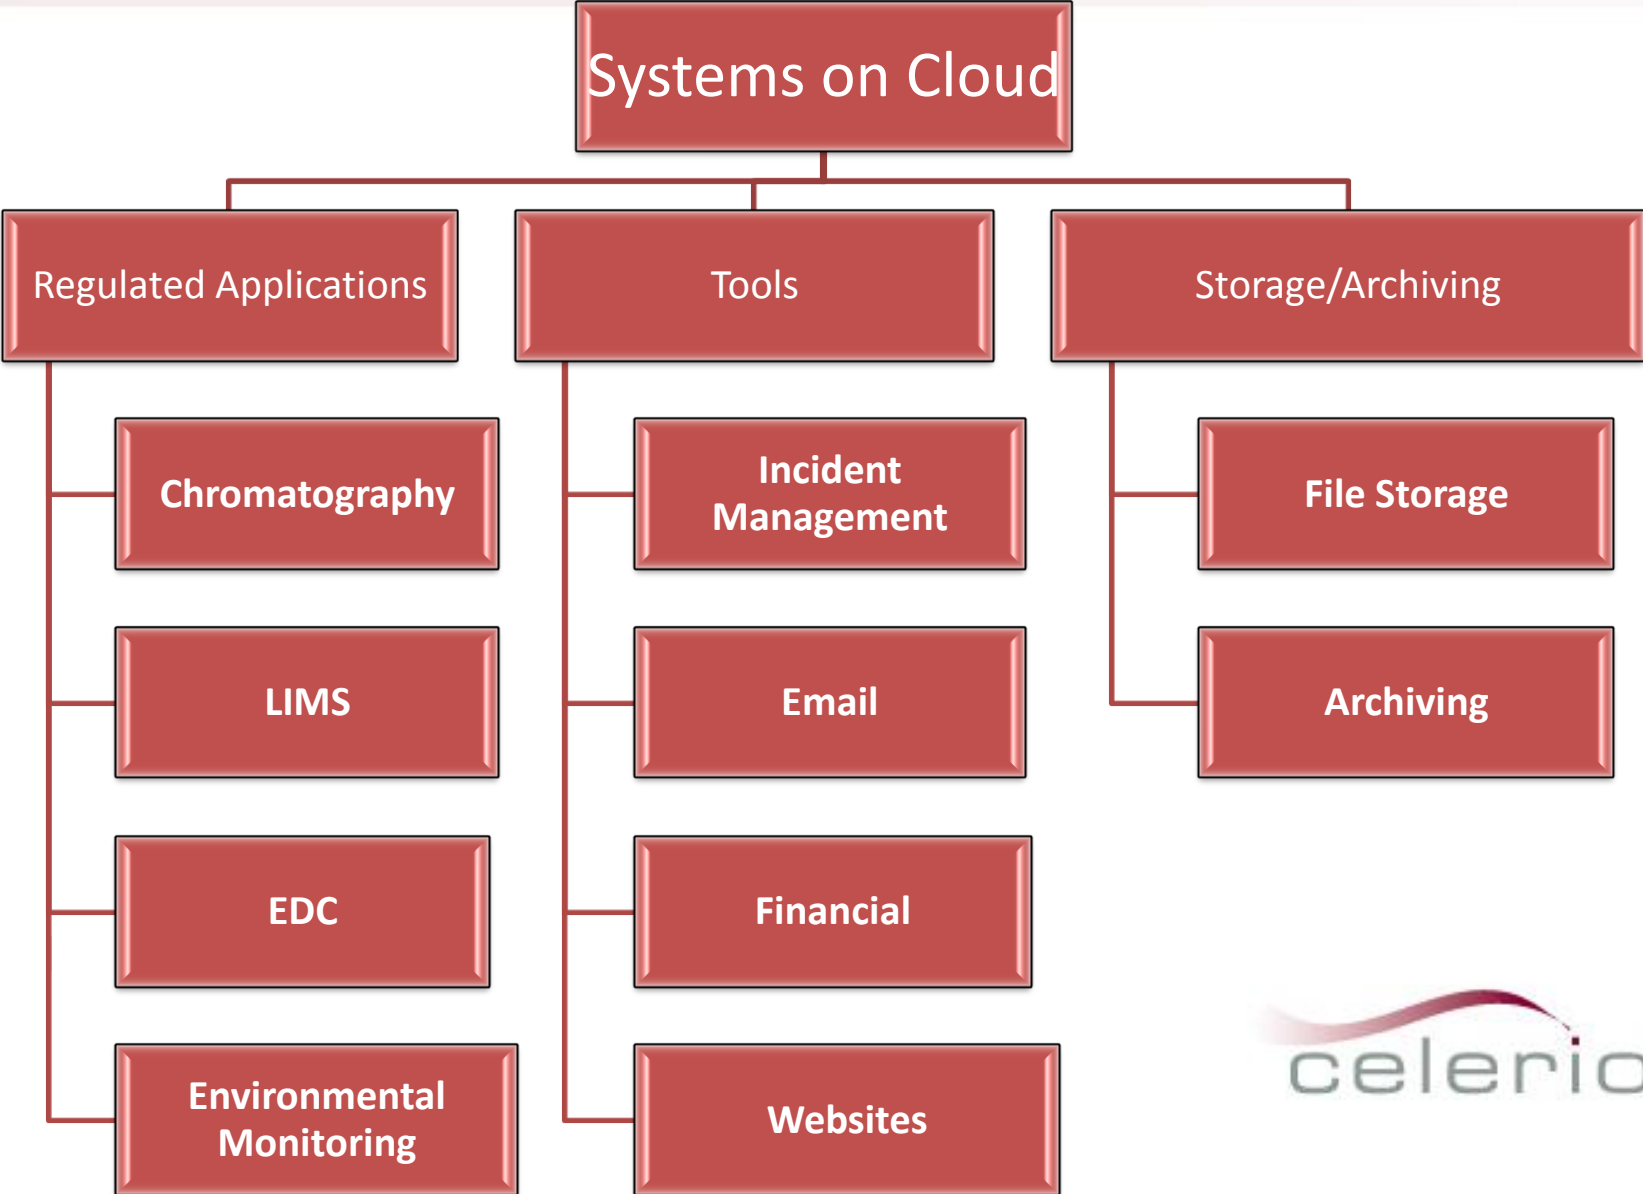 Systems on Cloud
Regulated Applications
Tools
Storage/Archiving
Chromatography
Incident
Management
File Storage
LIMS
Email
Archiving
EDC
Financial
Environmental
Monitoring
Websites
celerio